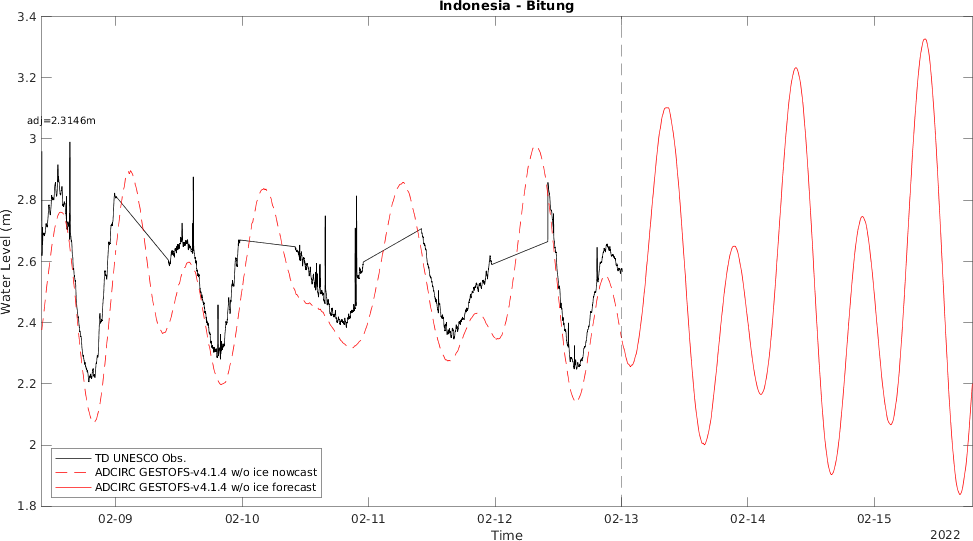 Indonesia - Bitung
3.4
3.2
adj=2.3146m
3
2.8
2.6
2.4
2.2
2
1.8
Water Level (m)
TD UNESCO Obs.
ADCIRC GESTOFS-v4.1.4 w/o ice nowcast
ADCIRC GESTOFS-v4.1.4 w/o ice forecast
02-09 02-10 02-11 02-12 02-13 02-14 02-15
Time
2022